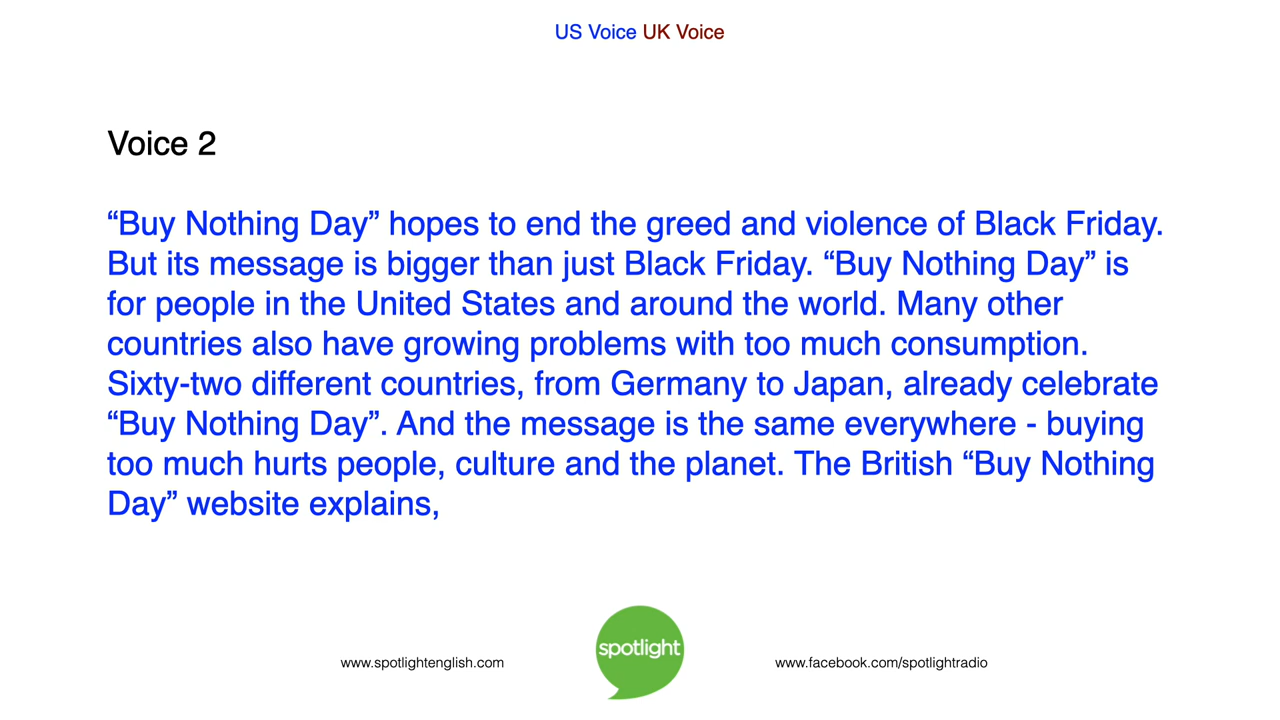 US Voice UK Voice
Voice 2
“Buy Nothing Day” hopes to end the greed and violence of Black Friday.
But its message is bigger than just Black Friday. “Buy Nothing Day” is
for people in the United States and around the world. Many other
countries also have growing problems with too much consumption.
Sixty-two different countries, from Germany to Japan, already celebrate
“Buy Nothing Day”. And the message is the same everywhere - buying
too much hurts people, culture and the planet. The British “Buy Nothing
Day” website explains,
www.spotlightenglish.com
spotlight
www.facebook.com/spotlightradio